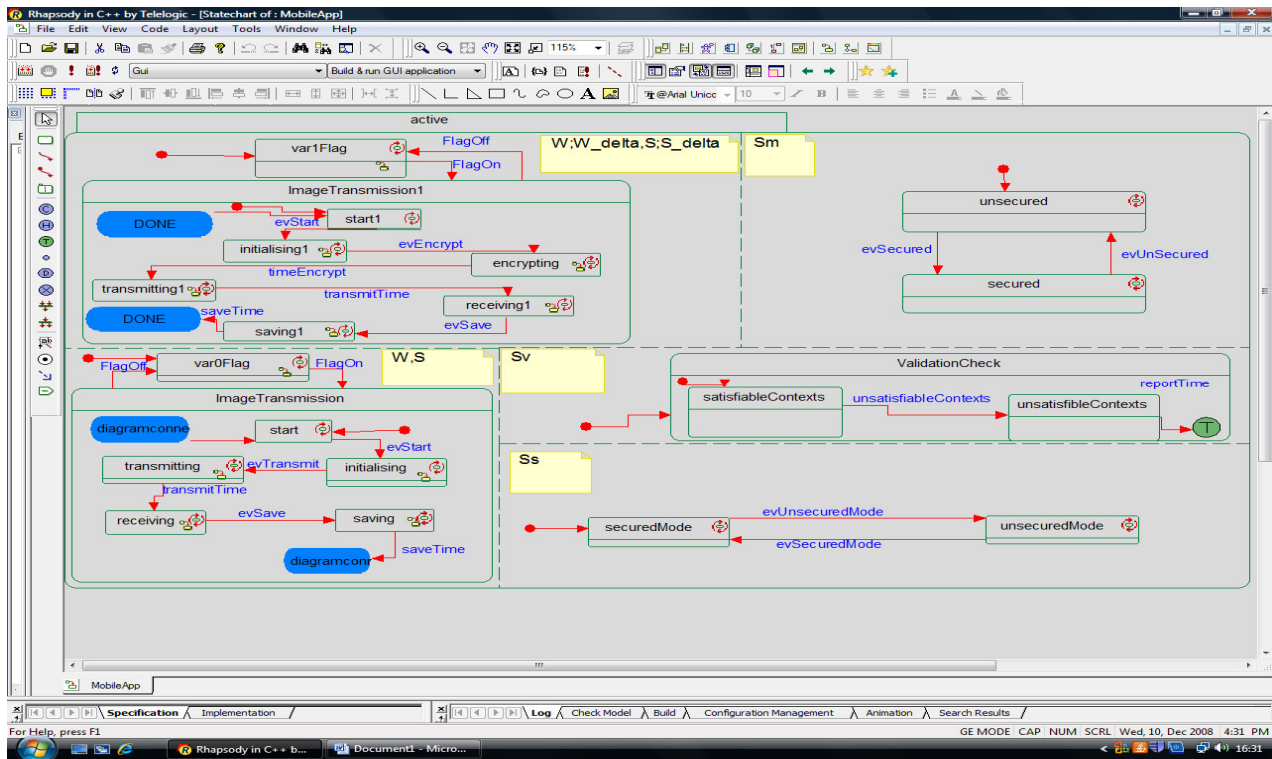 Rhapsody in C++ by Telelogic - [Statechart of : MobileApp]
File Edit View Code Layout Tools Window Help
115%
Gui
Build & run GUI application
@Arial Unicc
10
active
var1Flag
FlagOff
FlagOn
W;W_delta,S;S_delta
Sm
ImageTransmission1
DONE
evStart
start1
initialising1
evEncrypt
encrypting
timeEncrypt
transmitting1
transmitTime
receiving1
DONE
saveTime
saving1
evSave
unsecured
evSecured
evUnSecured
secured
FlagOff
var0Flag
FlagOn
W,S
Sv
ValidationCheck
reportTime
satisfiableContexts
unsatisfiableContexts
unsatisfibleContexts
T
ImageTransmission
diagramconne
start
evStart
transmitting
evTransmit
initialising
transmitTime
receiving
evSave
saving
saveTime
diagramconr
Ss
securedMode
evUnsecuredMode
evSecuredMode
unsecuredMode
MobileApp
Specification Implementation
Log Check Model Build Configuration Management Animation Search Results
For Help, press F1
GE MODE CAP NUM SCRL Wed, 10, Dec 2008 4:31 PM
Rhapsody in C++ b...
Document1 - Micro...
16:31